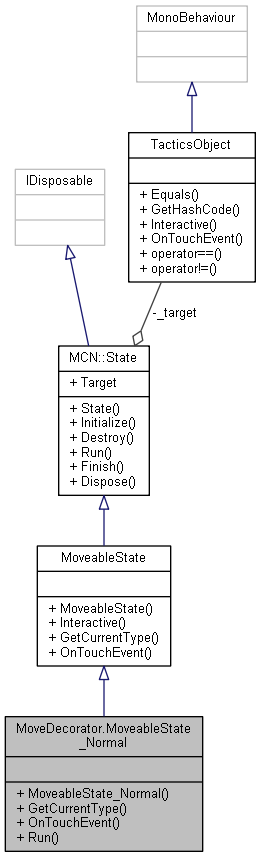 MonoBehaviour
TacticsObject
+ Equals()
+ GetHashCode()
+ Interactive()
+ OnTouchEvent()
+ operator==()
+ operator!=()
IDisposable
-_target
MCN::State
+ Target
+ State()
+ Initialize()
+ Destroy()
+ Run()
+ Finish()
+ Dispose()
MoveableState
+ MoveableState()
+ Interactive()
+ GetCurrentType()
+ OnTouchEvent()
MoveDecorator.MoveableState
_Normal
+ MoveableState_Normal()
+ GetCurrentType()
+ OnTouchEvent()
+ Run()